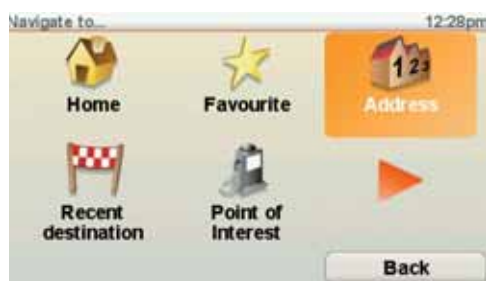 Navigate to... 12:28pm
Home Favourite 123 Address
Recent destination
Point of Interest
Back